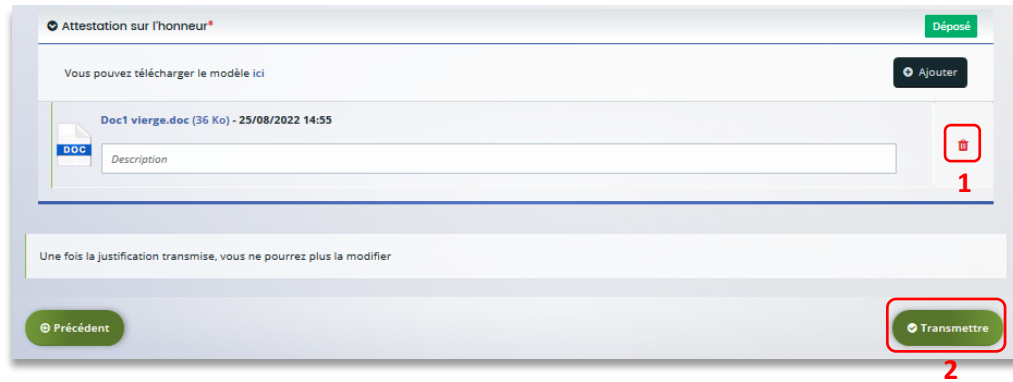 Attestation sur l'honneur*
Déposé
Vous pouvez télécharger le modèle ici
Ajouter
Doc1 vierge.doc (36 Ko) - 25/08/2022 14:55
DOC
Description
1
Une fois la justification transmise, vous ne pourrez plus la modifier
Précédent
Transmettre
2